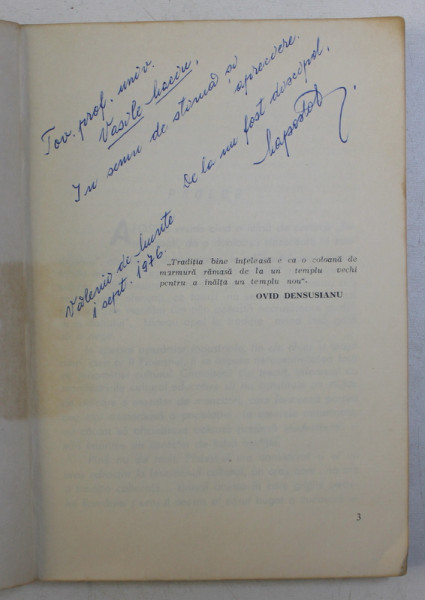 Tov. prof. univ.
Vasile Maciu,
In semn de stimă și apreciere.
De la un fost discipol,
Vălenii de Munte
1 sept. 1976.
„Tradiția bine înțeleasă e ca o coloană de
marmură rămasă de la un templu vechi
pentru a înălța un templu nou“.
OVID DENSUSIANU
3